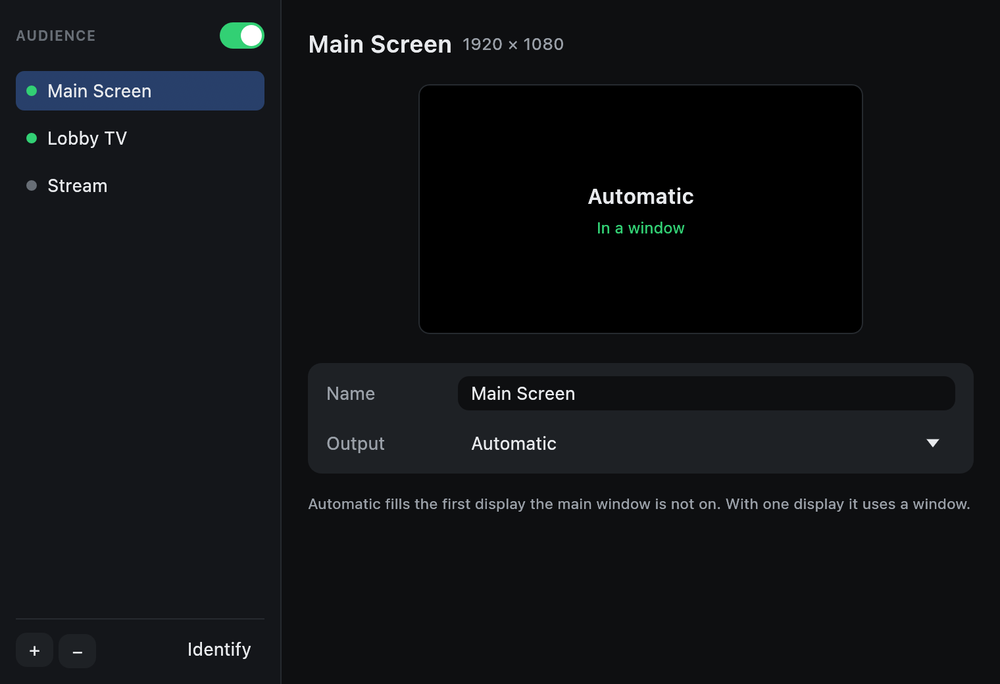 AUDIENCE
Main Screen
Lobby TV
Stream
+
–
Identify
Main Screen 1920 × 1080
Automatic
In a window
Name Main Screen
Output Automatic
Automatic fills the first display the main window is not on. With one display it uses a window.